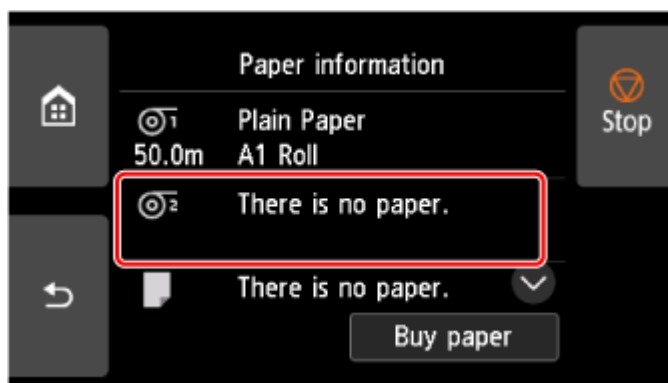 Paper information
Stop
1 Plain Paper
50.0m A1 Roll
2 There is no paper.
There is no paper.
Buy paper